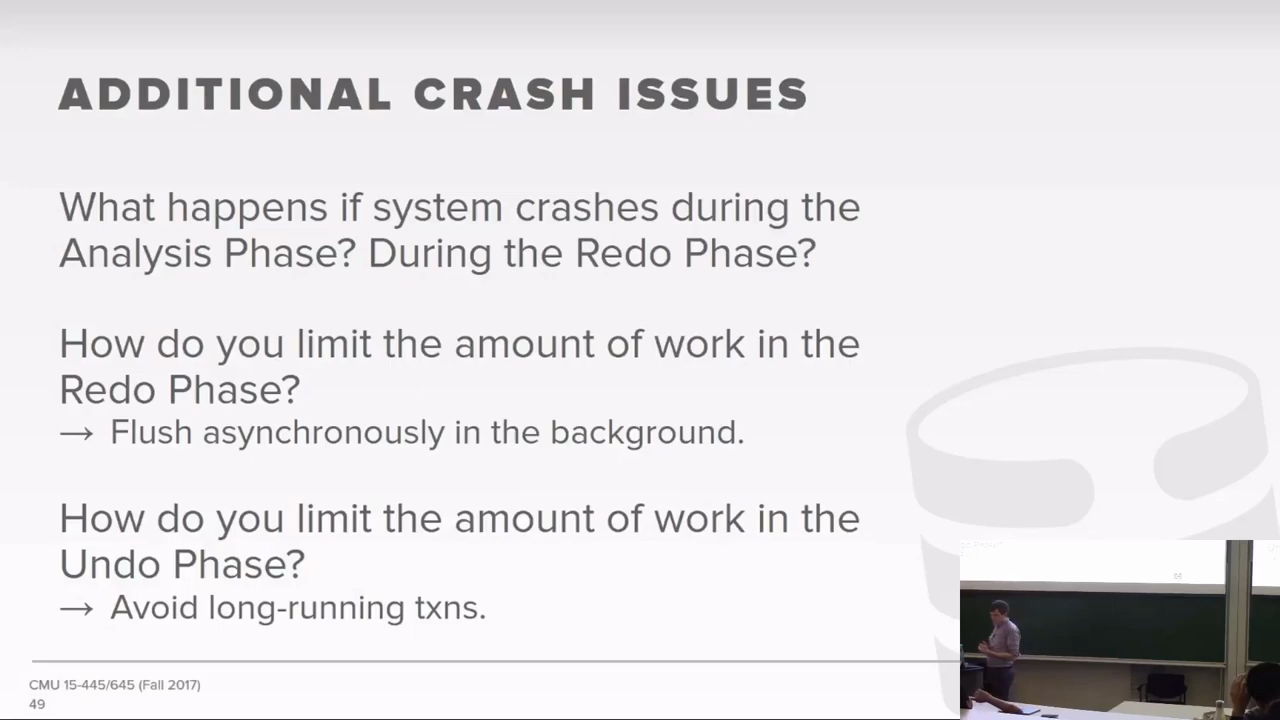 ADDITIONAL CRASH ISSUES
What happens if system crashes during the
Analysis Phase? During the Redo Phase?
How do you limit the amount of work in the
Redo Phase?
→ Flush asynchronously in the background.
How do you limit the amount of work in the
Undo Phase?
→ Avoid long-running txns.
CMU 15-445/645 (Fall 2017)
49